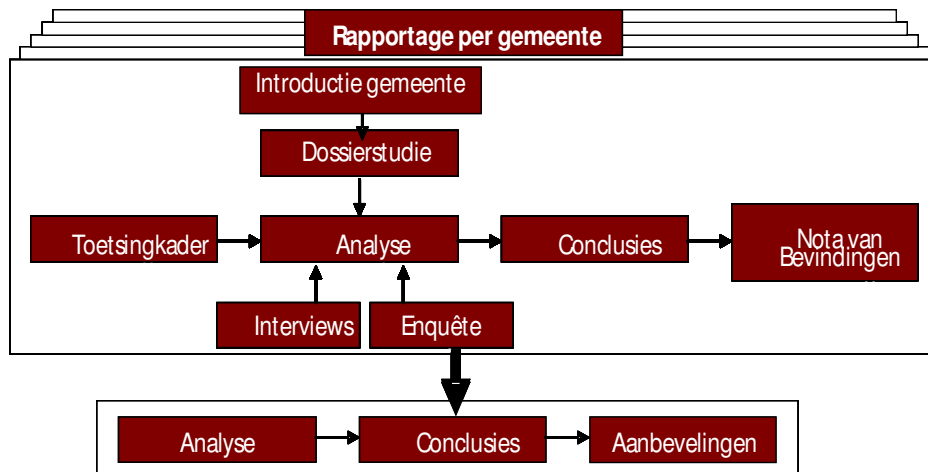 Rapportage per gemeente
Introductie gemeente
Dossierstudie
Toetsingkader
Analyse
Conclusies
Nota van
Bevindingen
Interviews
Enquête
Analyse
Conclusies
Aanbevelingen